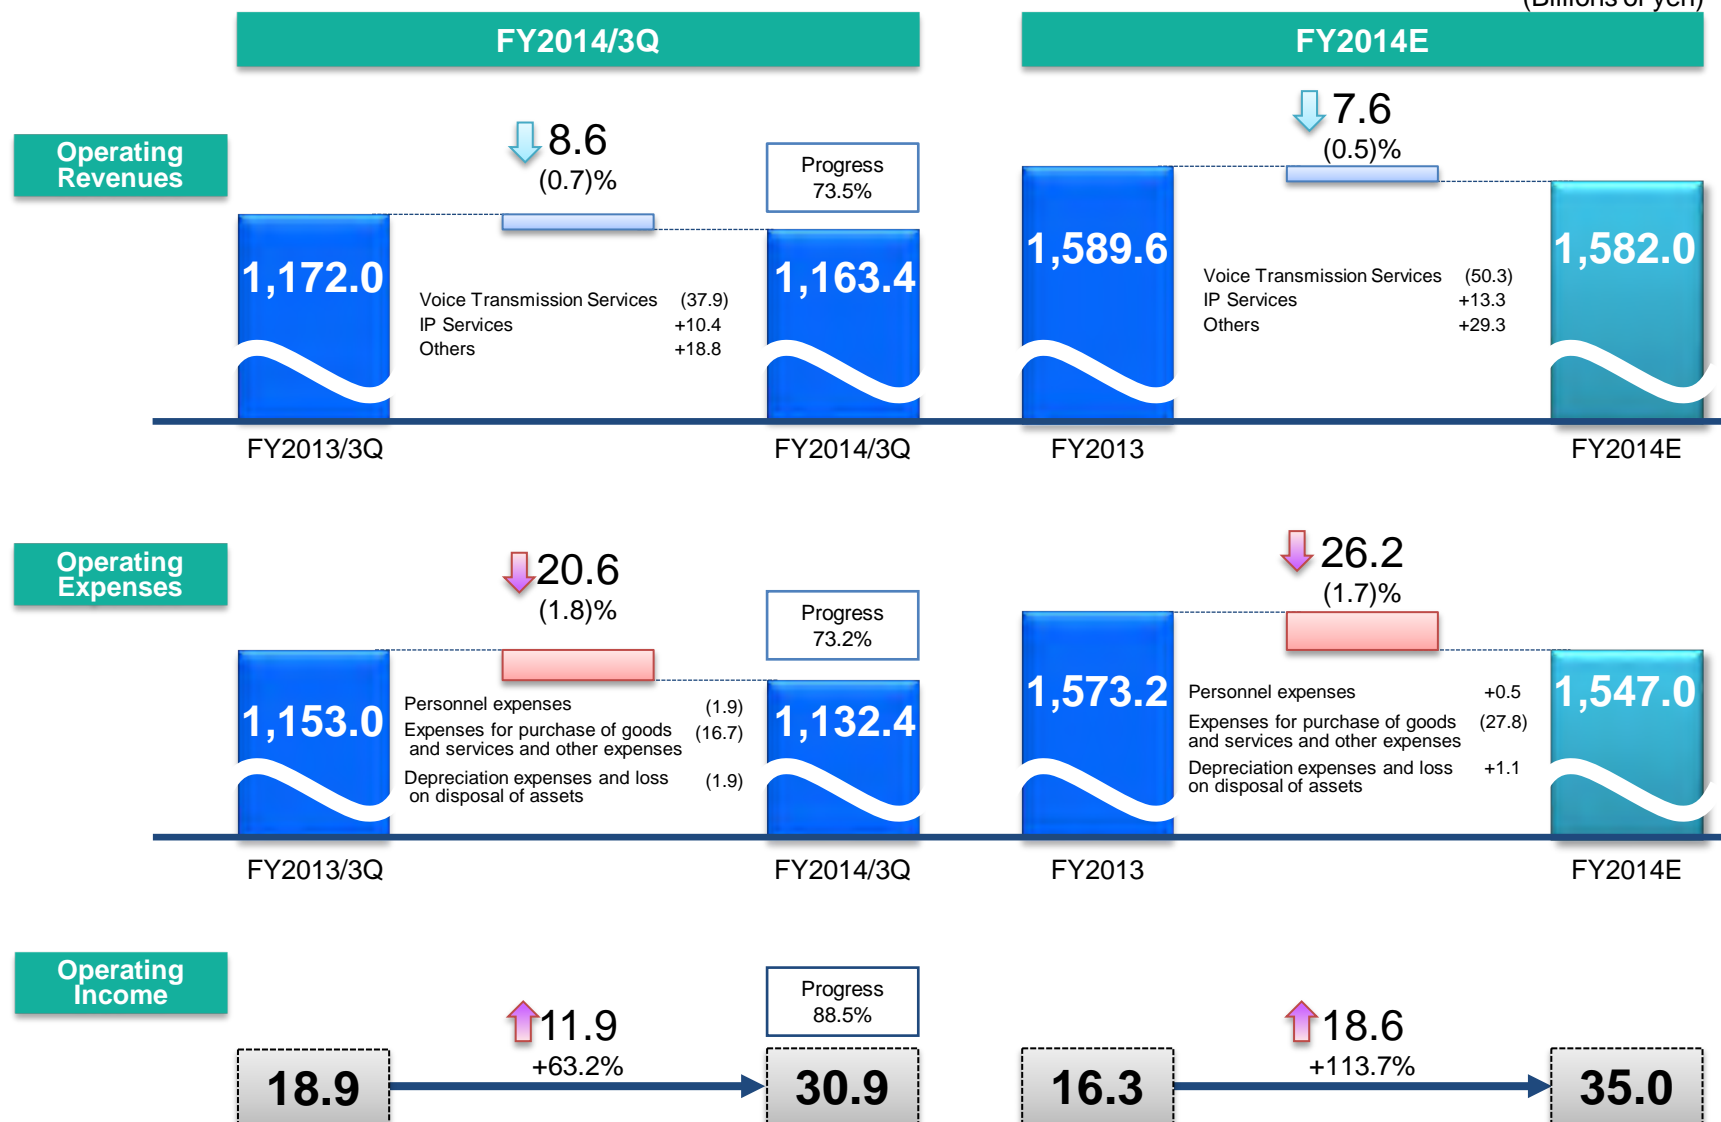 (Billions of yen)
FY2014/3Q
FY2014E
Operating
Revenues
8.6
(0.7)%
Progress
73.5%
7.6
(0.5)%
1,172.0
1,163.4
Voice Transmission Services (37.9)
IP Services +10.4
Others +18.8
1,589.6
1,582.0
Voice Transmission Services (50.3)
IP Services +13.3
Others +29.3
FY2013/3Q
FY2014/3Q
FY2013
FY2014E
Operating
Expenses
20.6
(1.8)%
Progress
73.2%
26.2
(1.7)%
1,153.0
1,132.4
Personnel expenses (1.9)
Expenses for purchase of goods (16.7)
and services and other expenses
Depreciation expenses and loss (1.9)
on disposal of assets
1,573.2
1,547.0
Personnel expenses +0.5
Expenses for purchase of goods (27.8)
and services and other expenses
Depreciation expenses and loss +1.1
on disposal of assets
FY2013/3Q
FY2014/3Q
FY2013
FY2014E
Operating
Income
11.9
+63.2%
Progress
88.5%
18.6
+113.7%
18.9
30.9
16.3
35.0